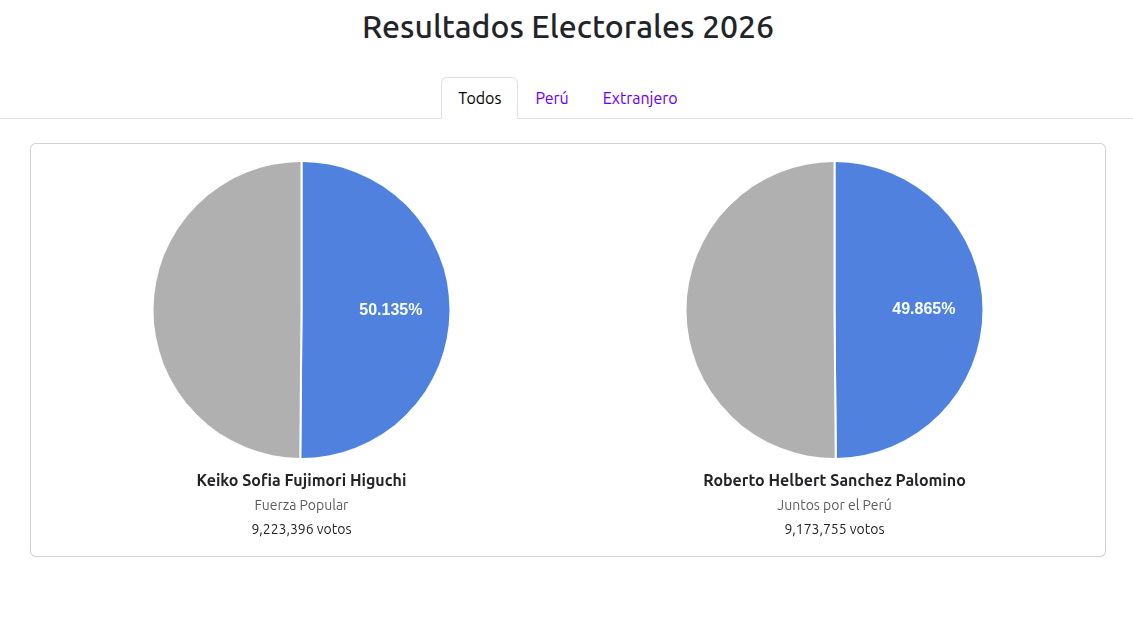 Resultados Electorales 2026
Todos Perú Extranjero
50.135%
49.865%
Keiko Sofia Fujimori Higuchi
Fuerza Popular
9,223,396 votos
Roberto Helbert Sanchez Palomino
Juntos por el Perú
9,173,755 votos